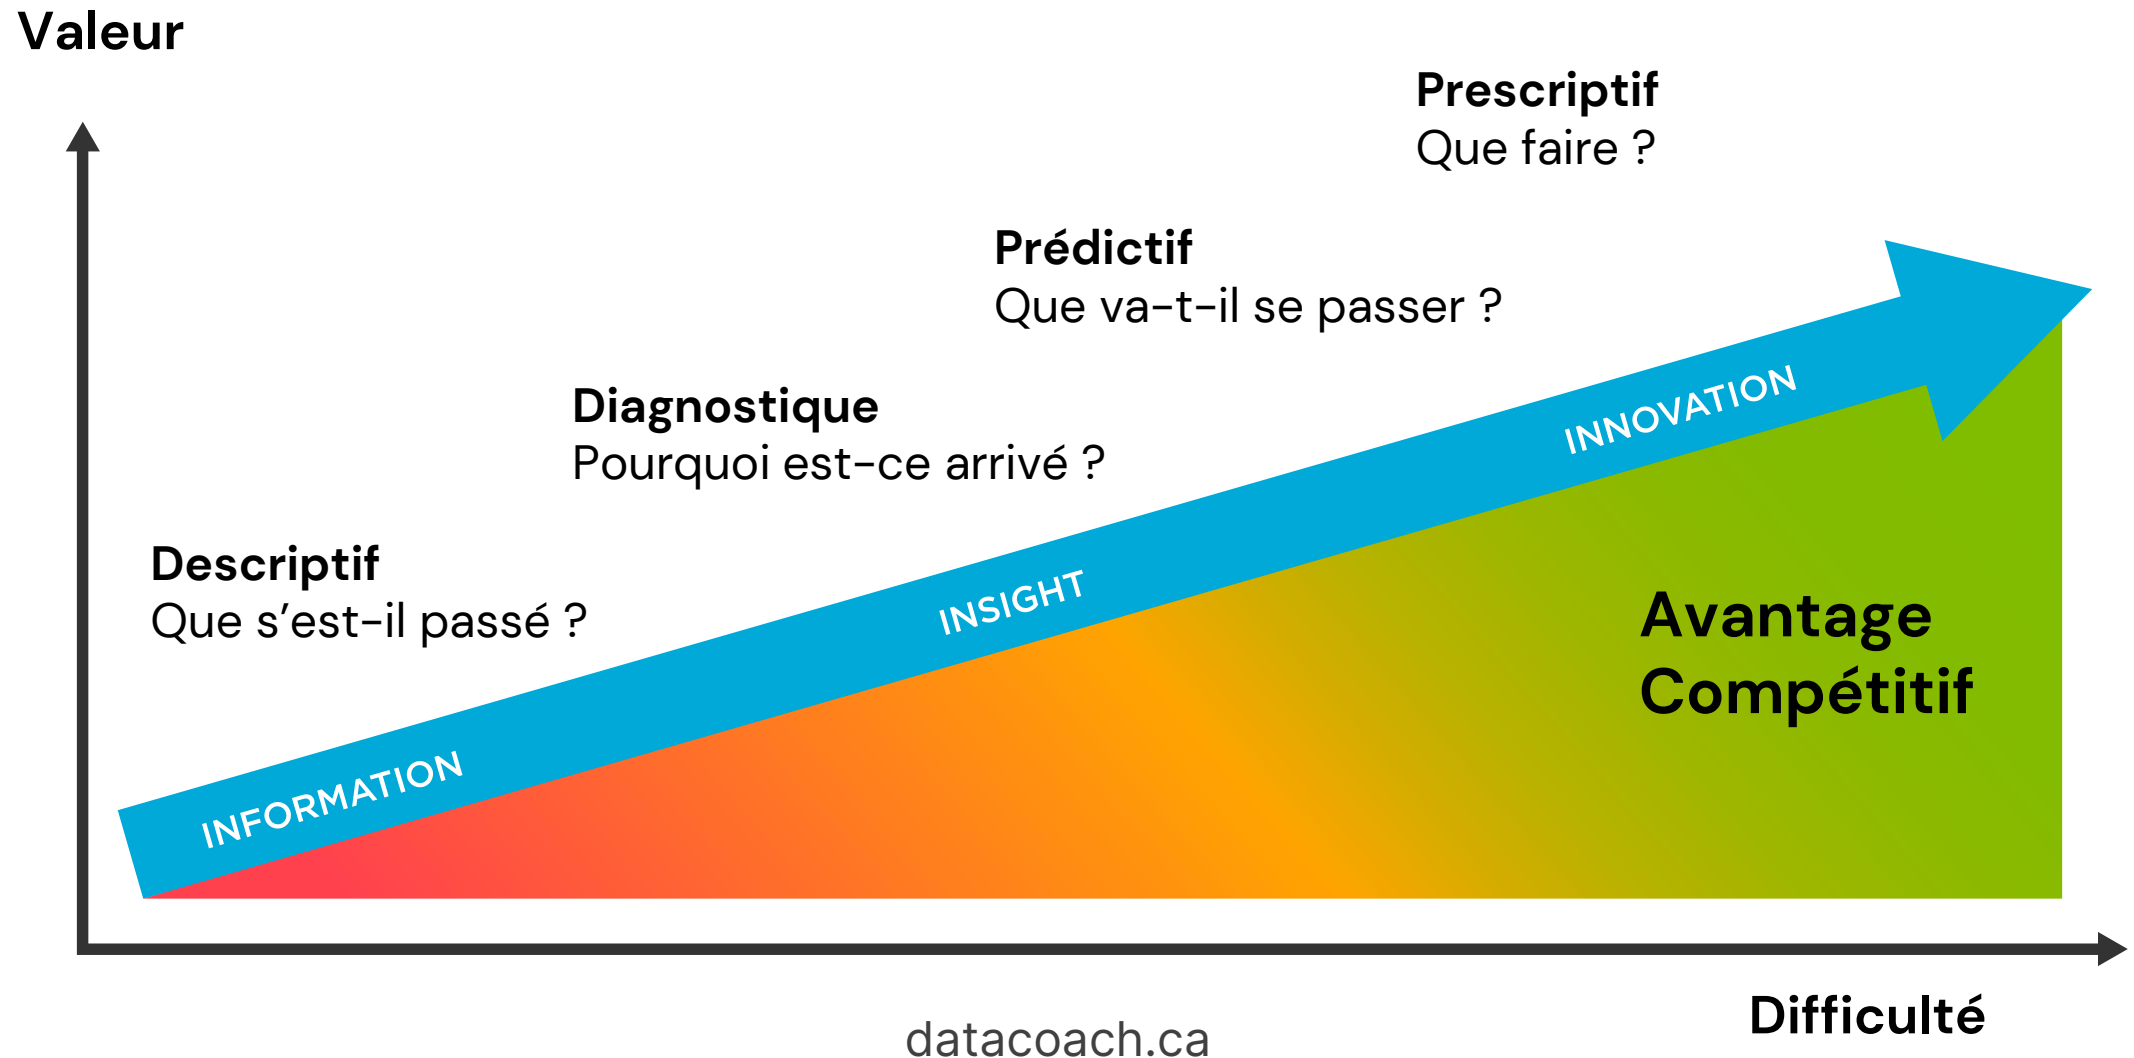 Valeur
Prescriptif
Que faire ?
Prédictif
Que va-t-il se passer ?
Diagnostique
Pourquoi est-ce arrivé ?
Descriptif
Que s’est-il passé ?
INFORMATION
INSIGHT
INNOVATION
Avantage
Compétitif
Difficulté
datacoach.ca